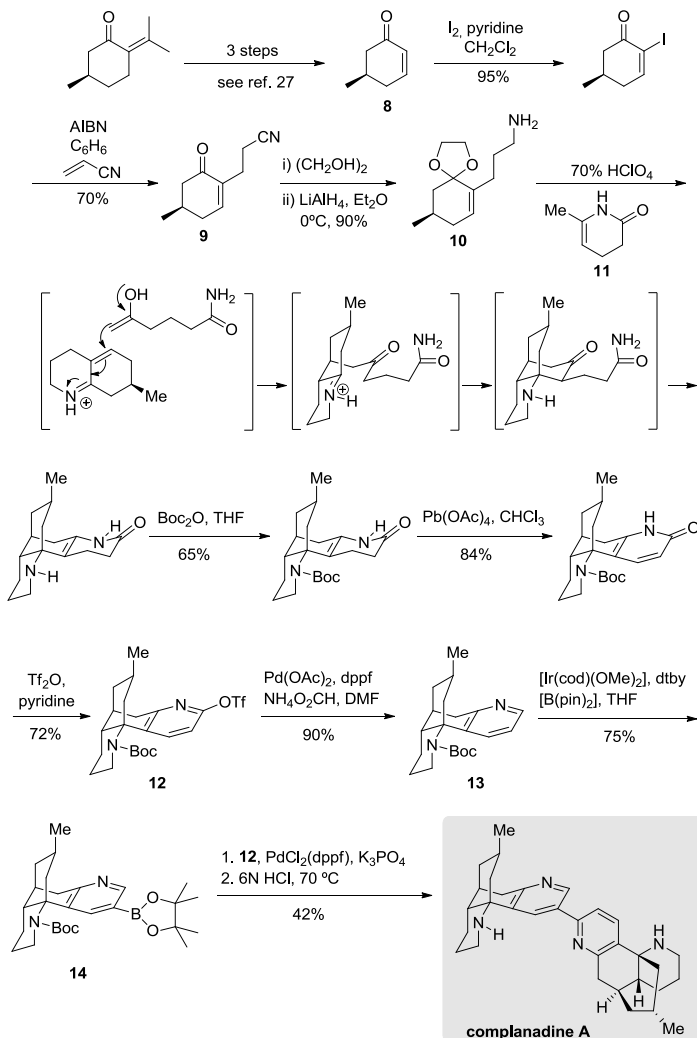 O
3 steps
see ref. 27
O
8
I2, pyridine
CH2Cl2
95%
O
I
AIBN
C6H6
CN
70%
O
CN
9
i) (CH2OH)2
ii) LiAlH4, Et2O
0ºC, 90%
NH2
O
O
10
70% HClO4
H
Me
N
O
11
OH
NH2
O
N
H
⊕
Me
Me
O
NH2
O
N
⊕
H
Me
O
NH2
O
N
H
Me
H
N
O
N
H
Boc2O, THF
65%
Me
H
N
O
N
Boc
Pb(OAc)4, CHCl3
84%
Me
H
N
O
N
Boc
Tf2O,
pyridine
72%
Me
N
OTf
N
Boc
12
Pd(OAc)2, dppf
NH4O2CH, DMF
90%
Me
N
N
Boc
13
[Ir(cod)(OMe)2], dtby
[B(pin)2], THF
75%
Me
N
B
O
O
N
Boc
14
1. 12, PdCl2(dppf), K3PO4
2. 6N HCl, 70 ºC
42%
Me
N
N
H
N
H
N
H
H
Me
complanadine A